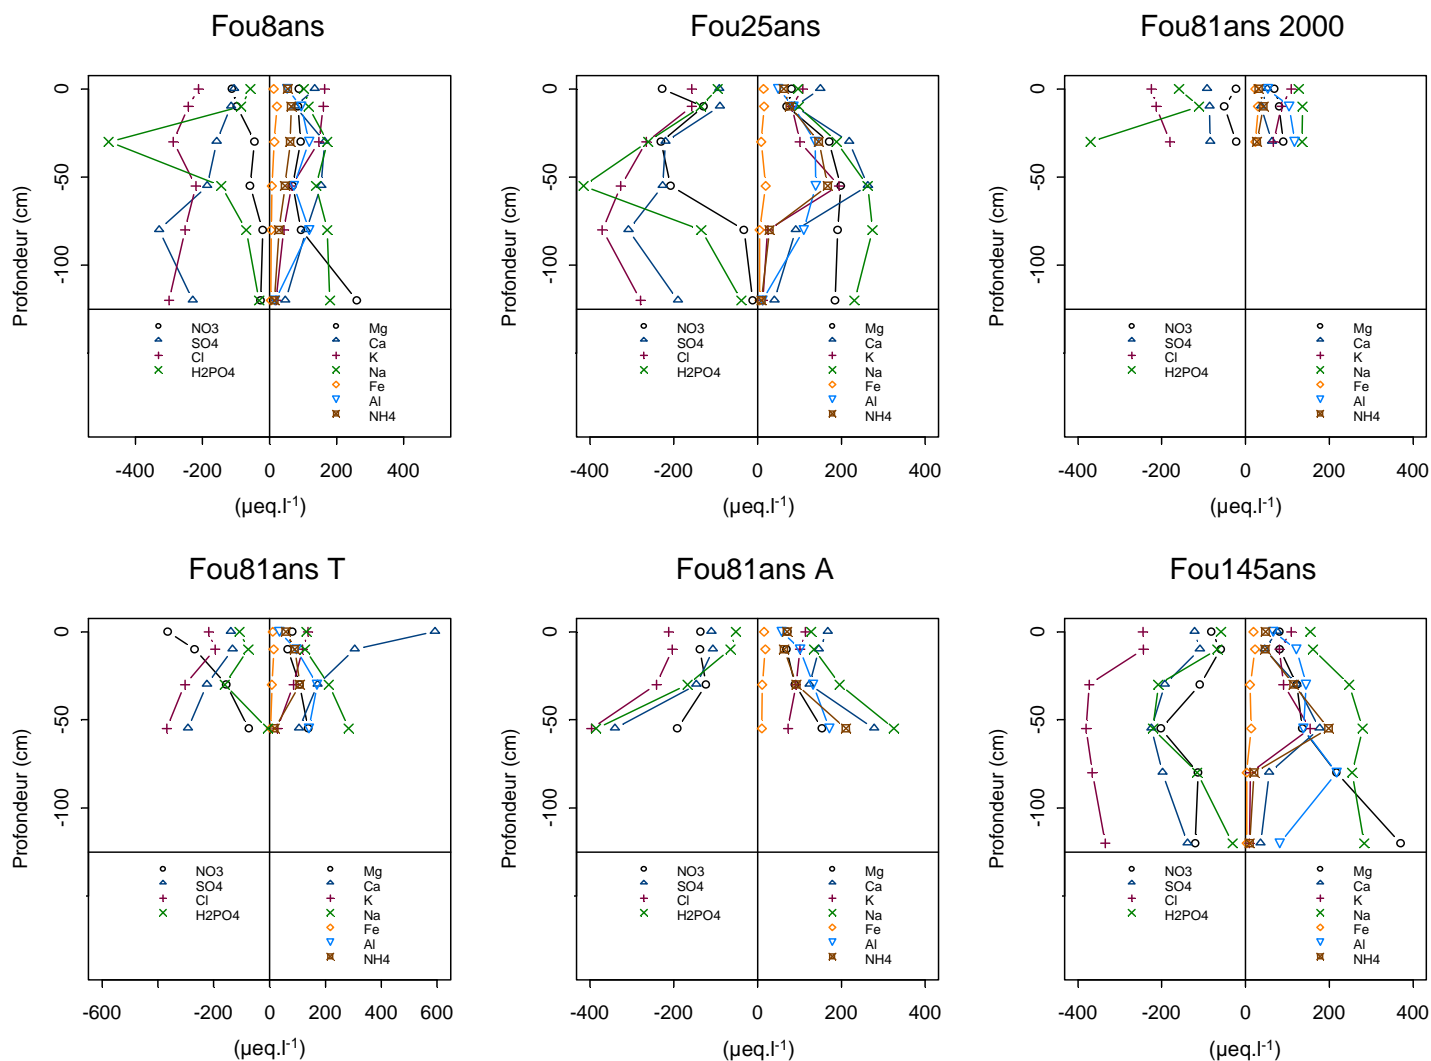 Fou8ans
0
-50
-100
Profondeur (cm)
NO3
SO4
Cl
H2PO4
Mg
Ca
K
Na
Fe
Al
NH4
-400 -200 0 200 400
(µeq.l-1)
Fou25ans
0
-50
-100
Profondeur (cm)
NO3
SO4
Cl
H2PO4
Mg
Ca
K
Na
Fe
Al
NH4
-400 -200 0 200 400
(µeq.l-1)
Fou81ans 2000
0
-50
-100
Profondeur (cm)
NO3
SO4
Cl
H2PO4
Mg
Ca
K
Na
Fe
Al
NH4
-400 -200 0 200 400
(µeq.l-1)
Fou81ans T
0
-50
-100
Profondeur (cm)
NO3
SO4
Cl
H2PO4
Mg
Ca
K
Na
Fe
Al
NH4
-600 -400 -200 0 200 400 600
(µeq.l-1)
Fou81ans A
0
-50
-100
Profondeur (cm)
NO3
SO4
Cl
H2PO4
Mg
Ca
K
Na
Fe
Al
NH4
-400 -200 0 200 400
(µeq.l-1)
Fou145ans
0
-50
-100
Profondeur (cm)
NO3
SO4
Cl
H2PO4
Mg
Ca
K
Na
Fe
Al
NH4
-400 -200 0 200 400
(µeq.l-1)